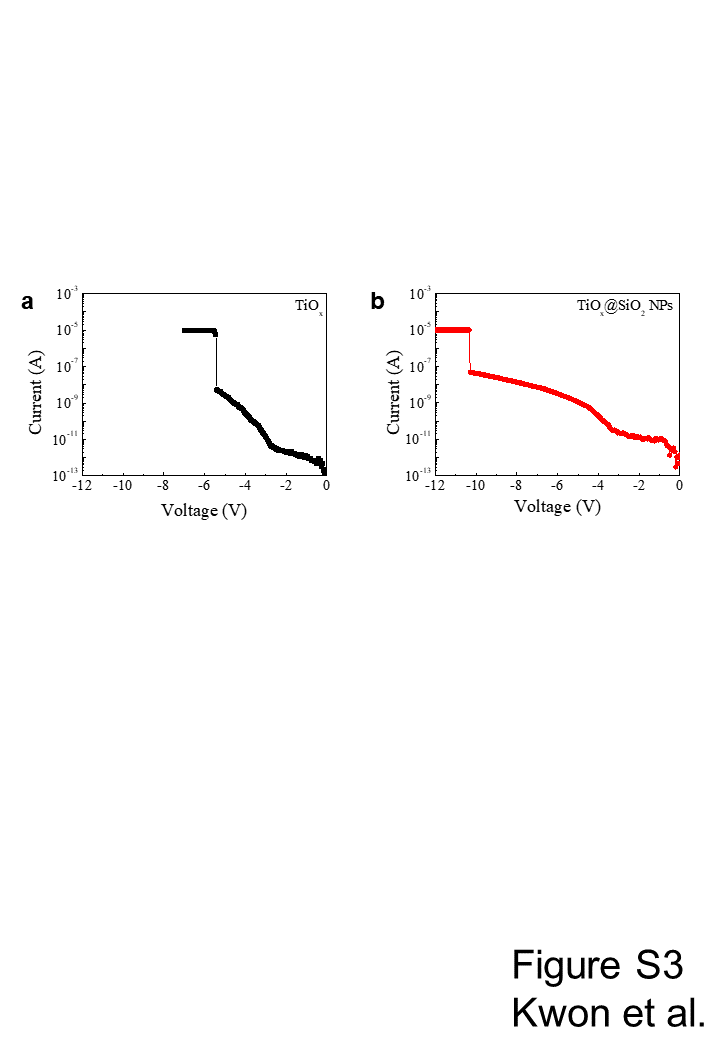 a
TiOₓ
10⁻³
10⁻⁵
10⁻⁷
10⁻⁹
10⁻¹¹
10⁻¹³
Current (A)
-12 -10 -8 -6 -4 -2 0
Voltage (V)
b
TiOₓ@SiO₂ NPs
10⁻³
10⁻⁵
10⁻⁷
10⁻⁹
10⁻¹¹
10⁻¹³
Current (A)
-12 -10 -8 -6 -4 -2 0
Voltage (V)
Figure S3
Kwon et al.